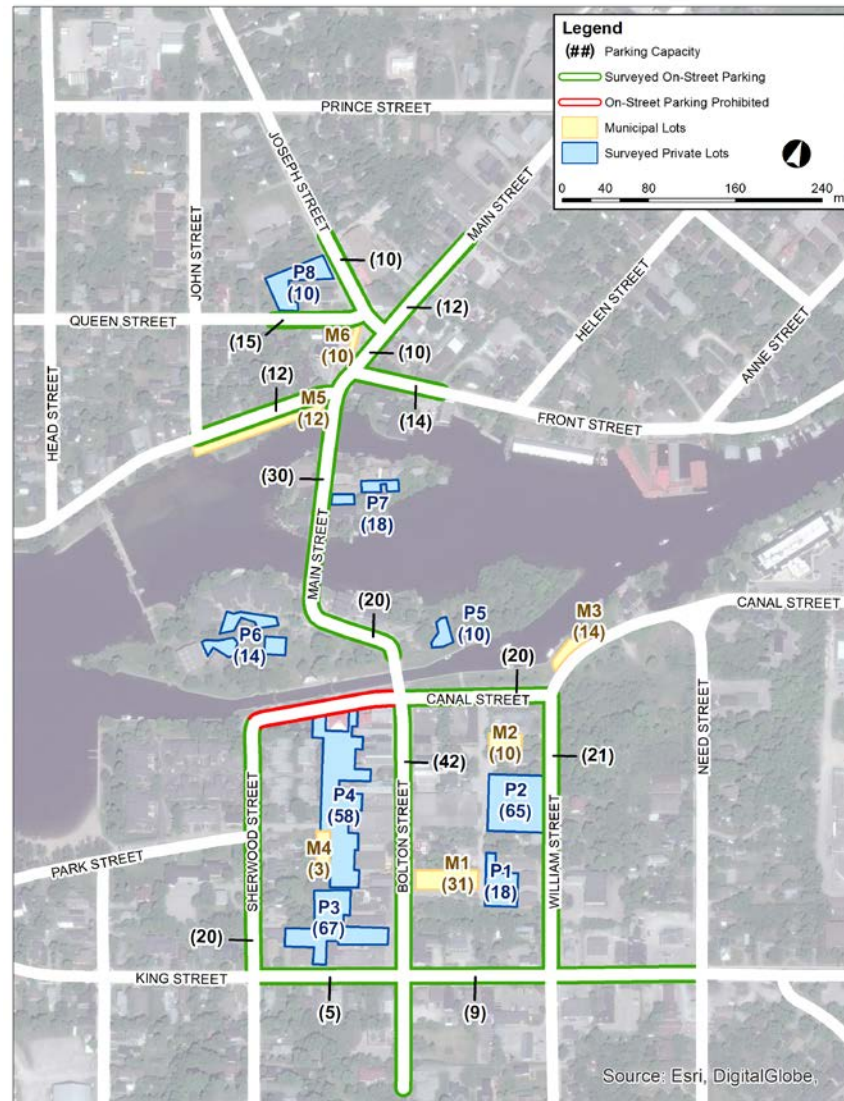 Legend
(##) Parking Capacity
Surveyed On-Street Parking
On-Street Parking Prohibited
Municipal Lots
Surveyed Private Lots
0 40 80 160 240
m
PRINCE STREET
JOSEPH STREET
MAIN STREET
JOHN STREET
HELEN STREET
ANNE STREET
HEAD STREET
P8
(10)
(10)
(12)
QUEEN STREET
(15)
M6
(10)
(10)
(12)
M5
(12)
(14)
FRONT STREET
(30)
P7
(18)
MAIN STREET
(20)
P5
(10)
M3
(14)
CANAL STREET
P6
(14)
(20)
CANAL STREET
M2
(10)
(42)
(21)
NEED STREET
P4
(58)
P2
(65)
SHERWOOD STREET
BOLTON STREET
WILLIAM STREET
PARK STREET
M4
(3)
M1
(31)
P1
(18)
P3
(67)
(20)
KING STREET
(5)
(9)
Source: Esri, DigitalGlobe,